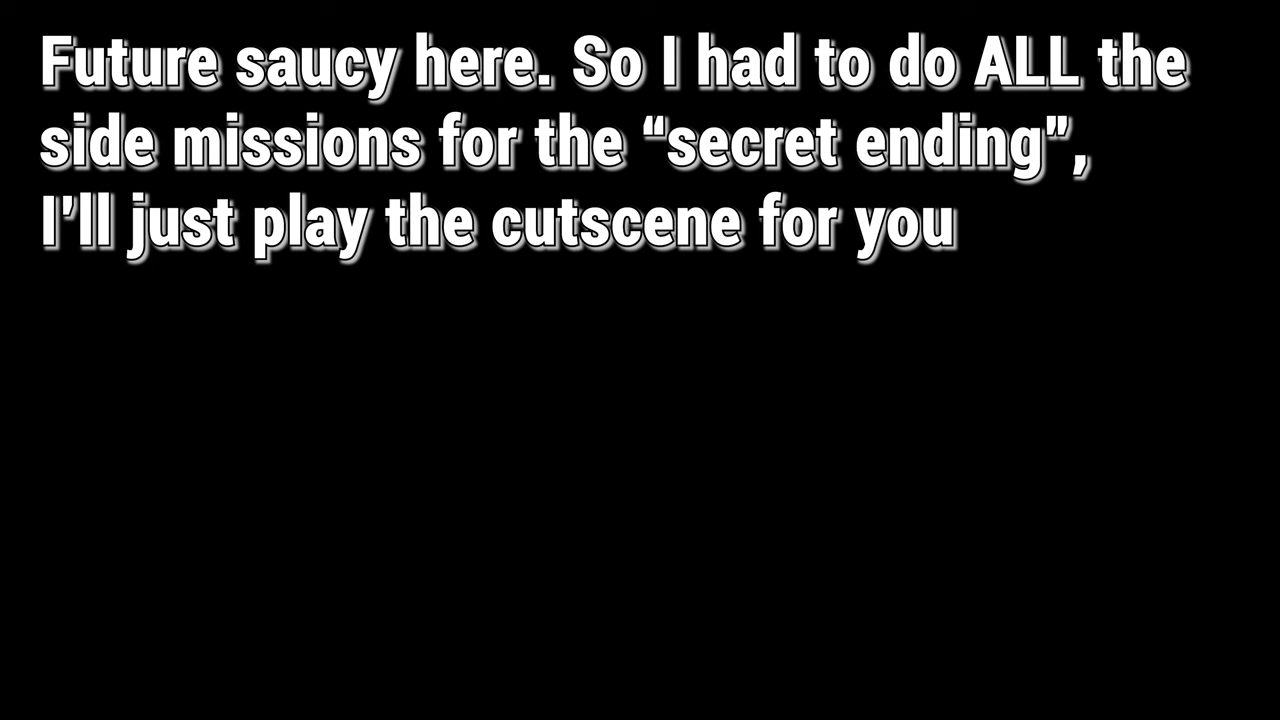 Future saucy here. So I had to do ALL the
side missions for the “secret ending”,
I’ll just play the cutscene for you